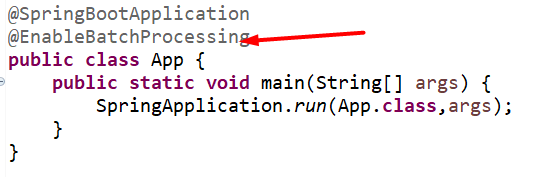 @SpringBootApplication
@EnableBatchProcessing
public class App {
    public static void main(String[] args) {
        SpringApplication.run(App.class,args);
    }
}